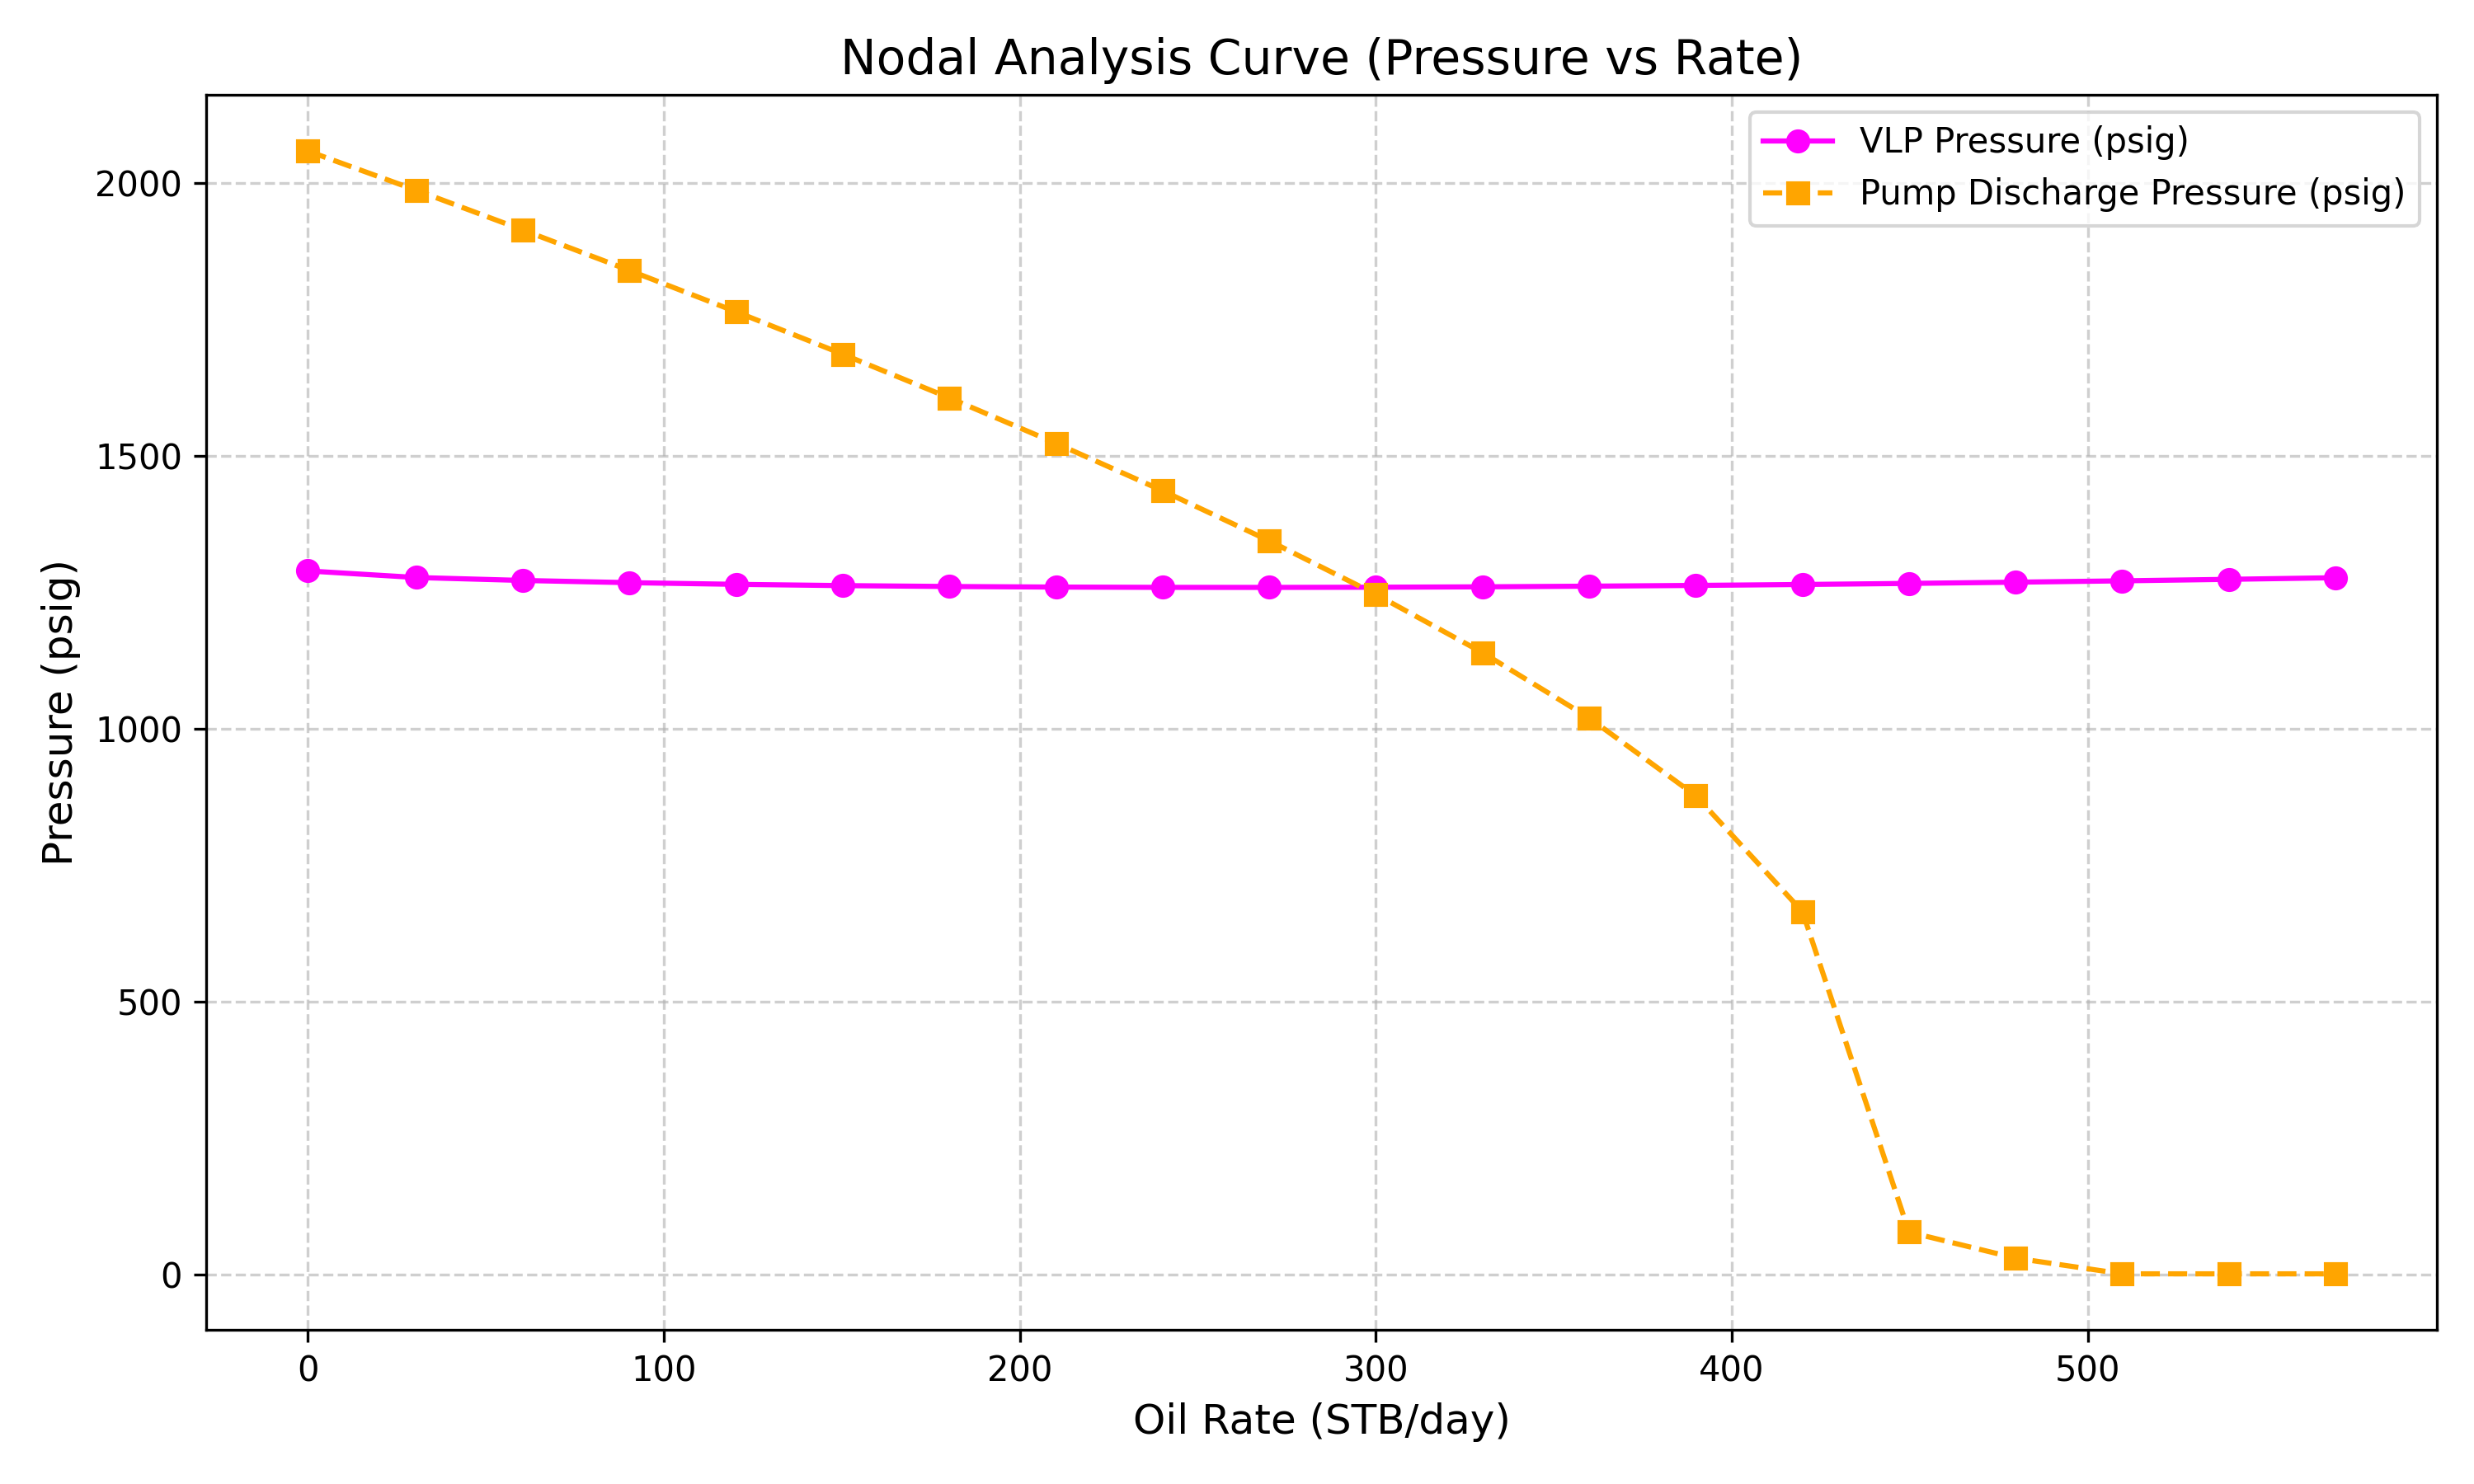 Nodal Analysis Curve (Pressure vs Rate)
VLP Pressure (psig)
Pump Discharge Pressure (psig)
Pressure (psig)
2000
1500
1000
500
0
0 100 200 300 400 500
Oil Rate (STB/day)